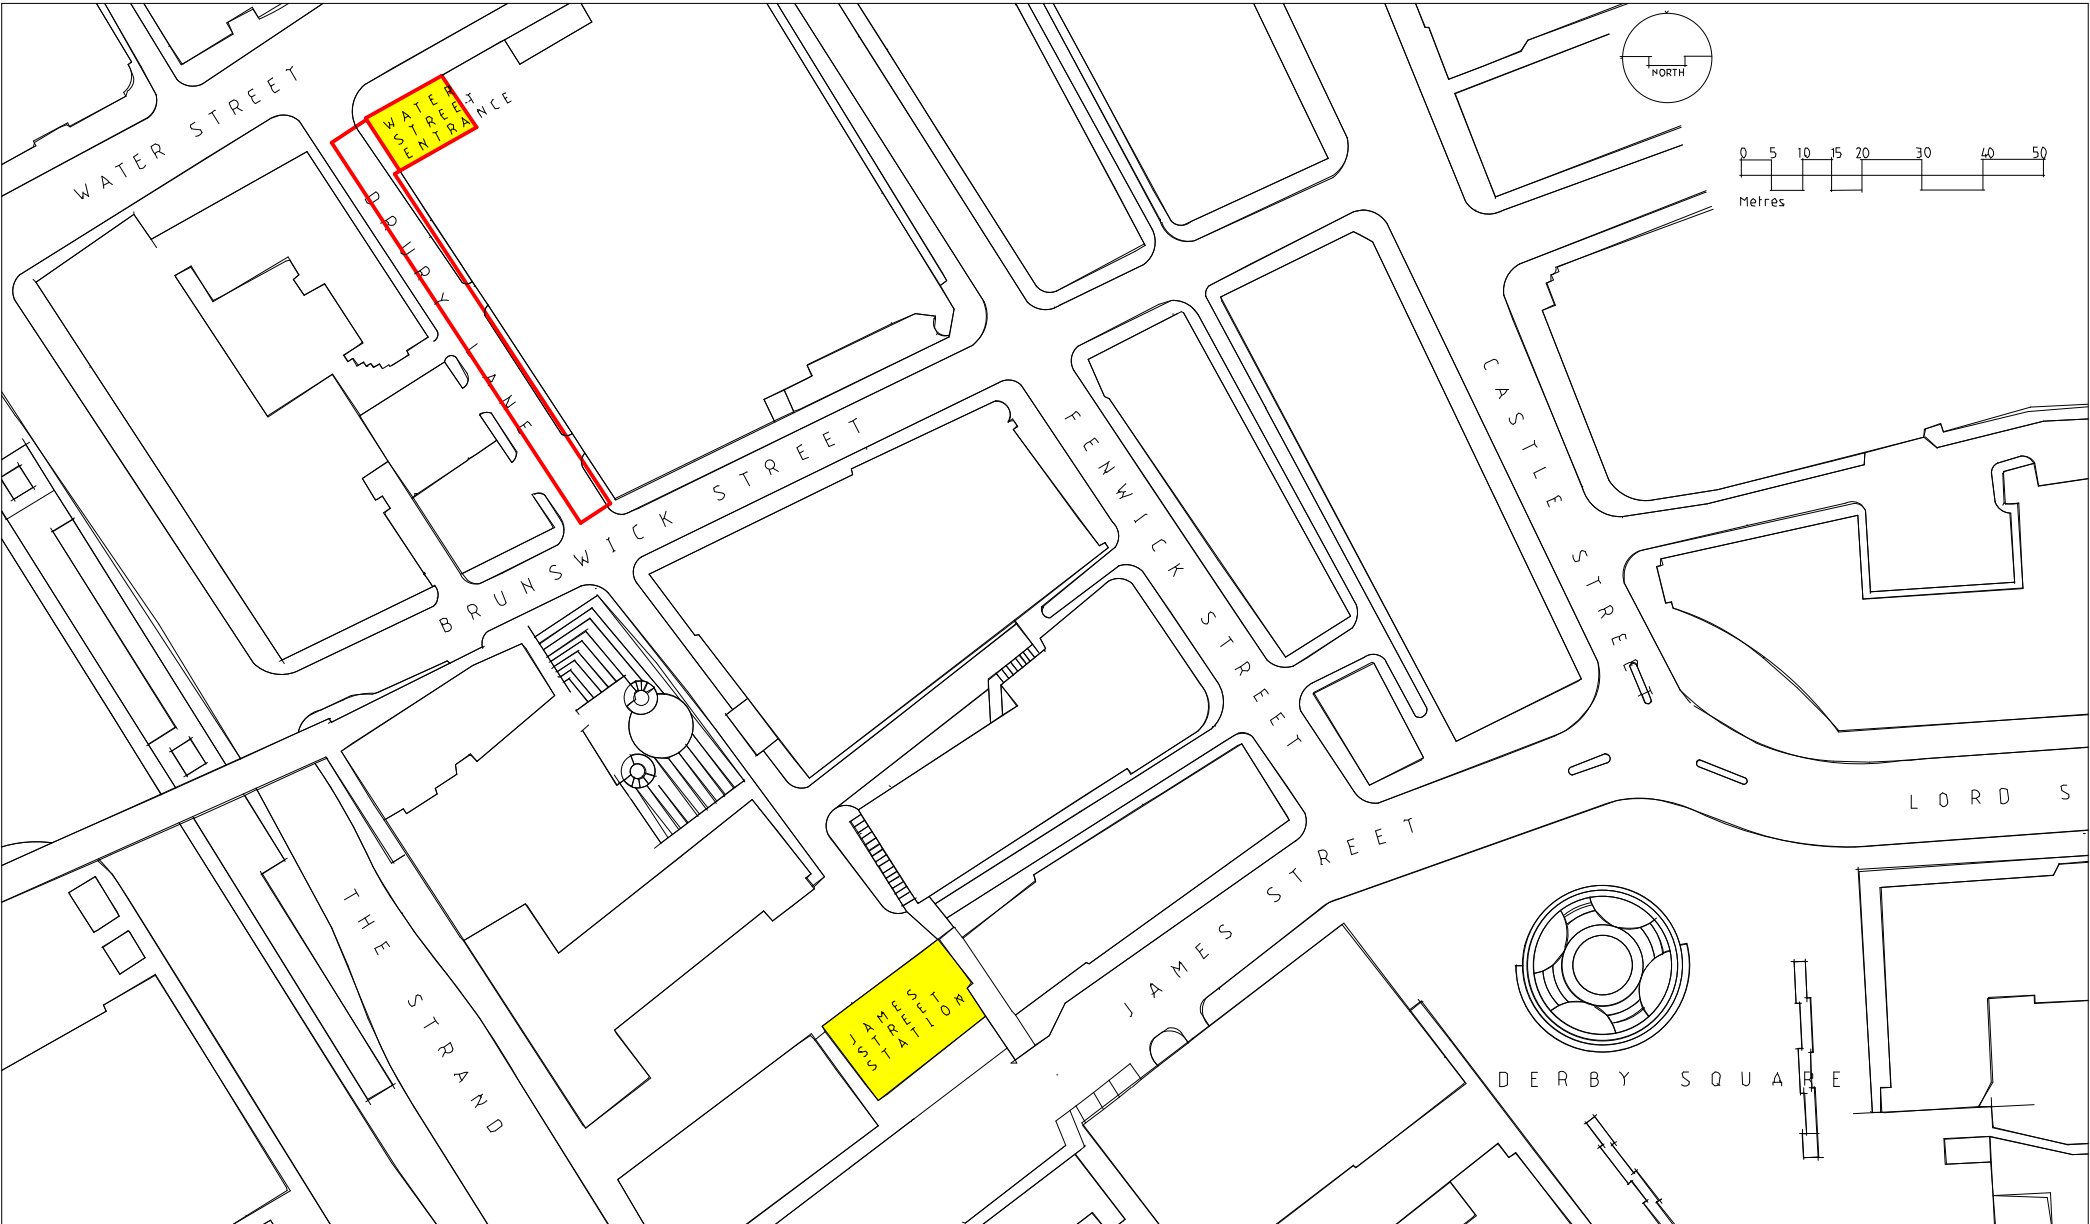 WATER STREET
WATER
STREET
ENTRANCE
NORTH
0 5 10 15 20 30 40 50
Metres
DRURY LANE
BRUNSWICK STREET
FENWICK STREET
CASTLE STREET
LORD S
JAMES STREET
THE STRAND
JAMES
STREET
STATION
DERBY SQUARE